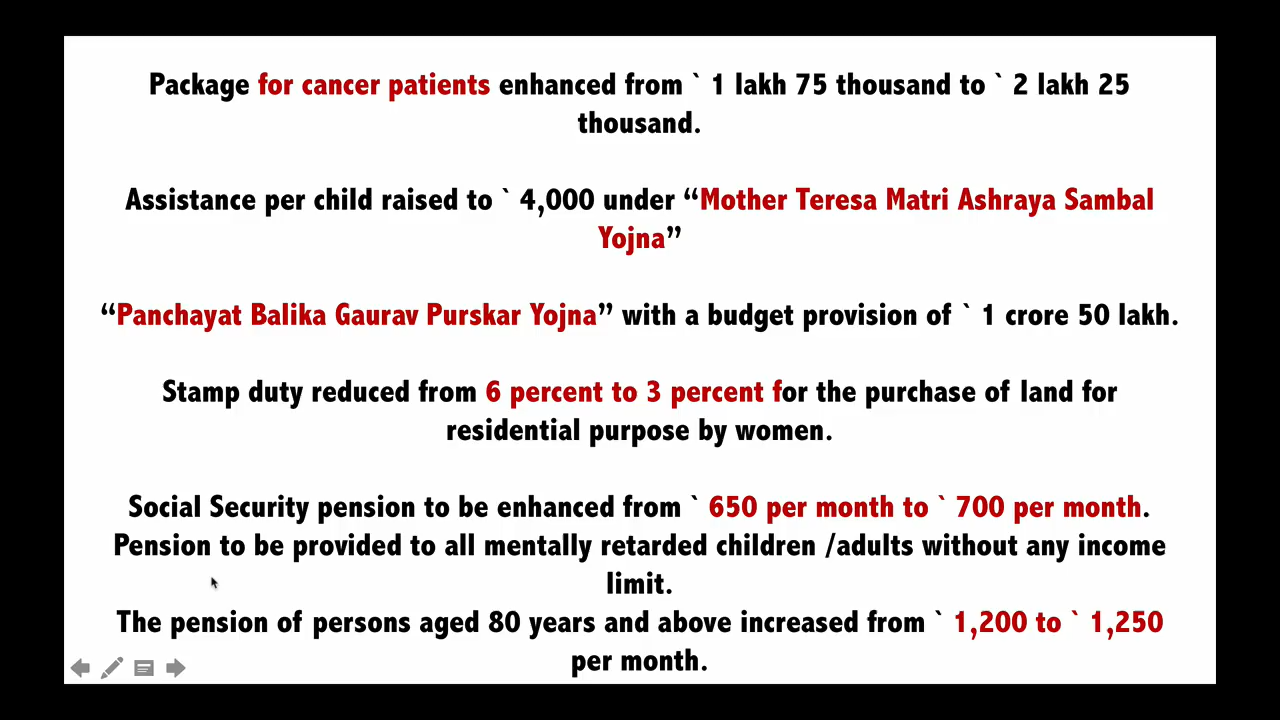 Package for cancer patients enhanced from ` 1 lakh 75 thousand to ` 2 lakh 25
thousand.
Assistance per child raised to ` 4,000 under “Mother Teresa Matri Ashraya Sambal
Yojna”
“Panchayat Balika Gaurav Purskar Yojna” with a budget provision of ` 1 crore 50 lakh.
Stamp duty reduced from 6 percent to 3 percent for the purchase of land for
residential purpose by women.
Social Security pension to be enhanced from ` 650 per month to ` 700 per month.
Pension to be provided to all mentally retarded children /adults without any income
limit.
The pension of persons aged 80 years and above increased from ` 1,200 to ` 1,250
per month.